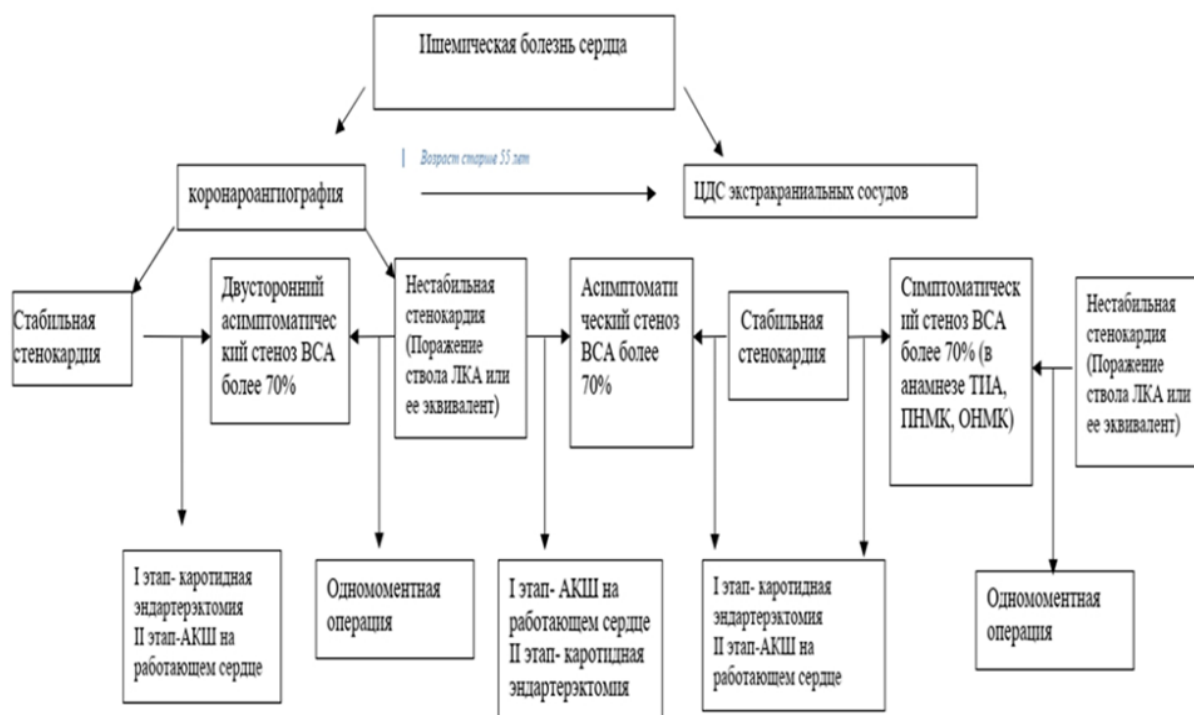 Ишемическая болезнь сердца
Возраст старше 55 лет
коронароангиография
ЦДС экстракраниальных сосудов
Стабильная
стенокардия
Двусторонний
асимптоматичес
кий стеноз ВСА
более 70%
Нестабильная
стенокардия
(Поражение
ствола ЛКА или
ее эквивалент)
Асимптомати
ческий стеноз
ВСА более
70%
Стабильная
стенокардия
Симптоматическ
ий стеноз ВСА
более 70% (в
анамнезе ТИА,
ПНМК, ОНМК)
Нестабильная
стенокардия
(Поражение
ствола ЛКА или
ее эквивалент)
I этап- каротидная
эндартерэктомия
II этап-АКШ на
работающем сердце
Одномоментная
операция
I этап- АКШ на
работающем сердце
II этап- каротидная
эндартерэктомия
I этап- каротидная
эндартерэктомия
II этап-АКШ на
работающем сердце
Одномоментная
операция